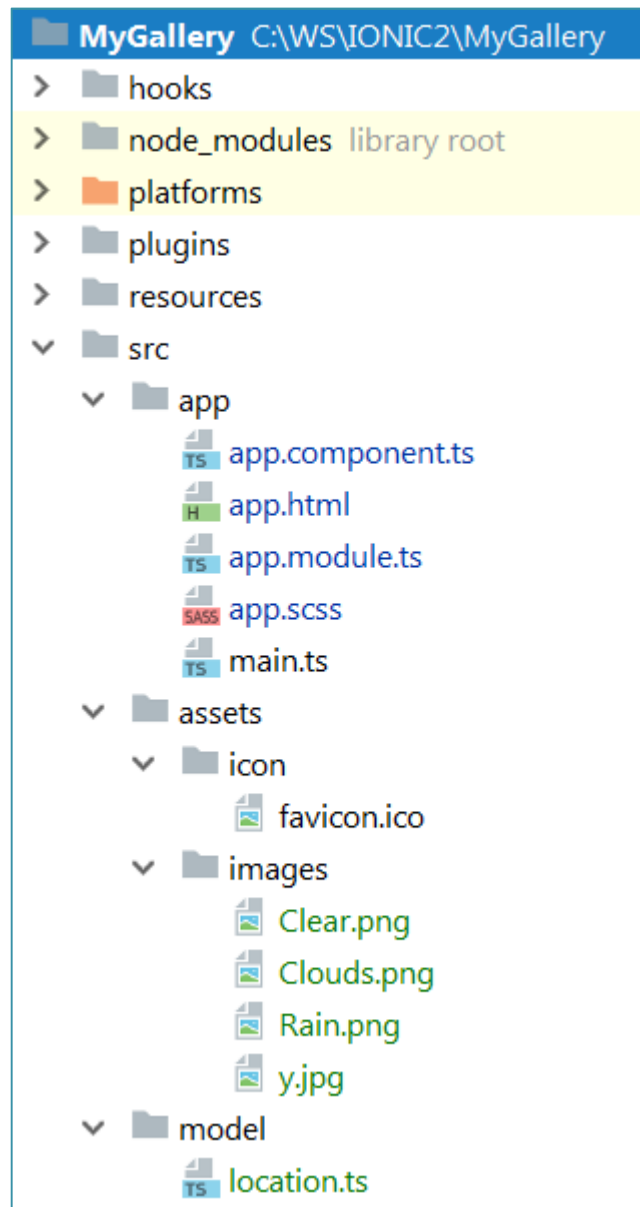 MyGallery C:\WS\IONIC2\MyGallery
hooks
node_modules library root
platforms
plugins
resources
src
app
TS app.component.ts
H app.html
TS app.module.ts
SASS app.scss
TS main.ts
assets
icon
favicon.ico
images
Clear.png
Clouds.png
Rain.png
y.jpg
model
TS location.ts